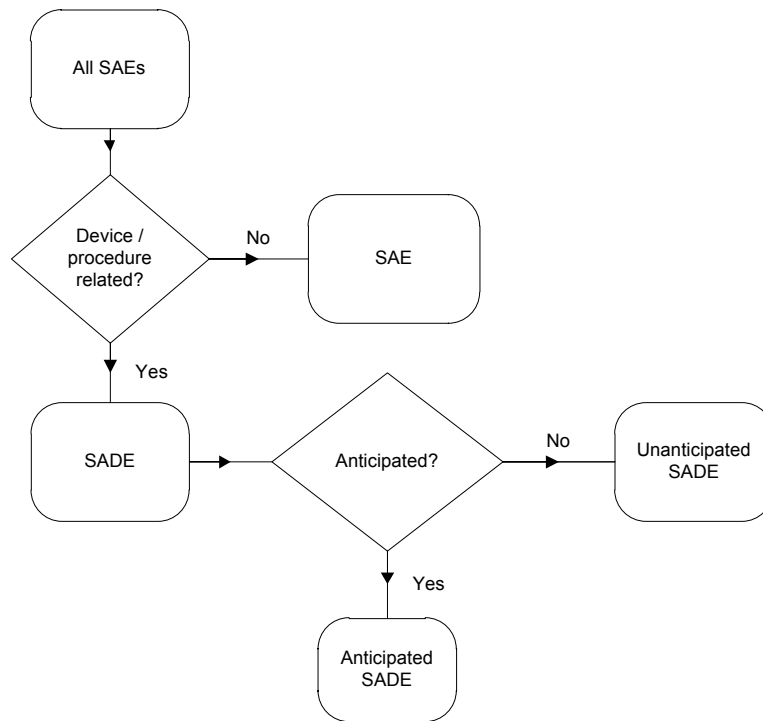 All SAEs
Device /
procedure
related?
No
SAE
Yes
SADE
Anticipated?
No
Unanticipated
SADE
Yes
Anticipated
SADE